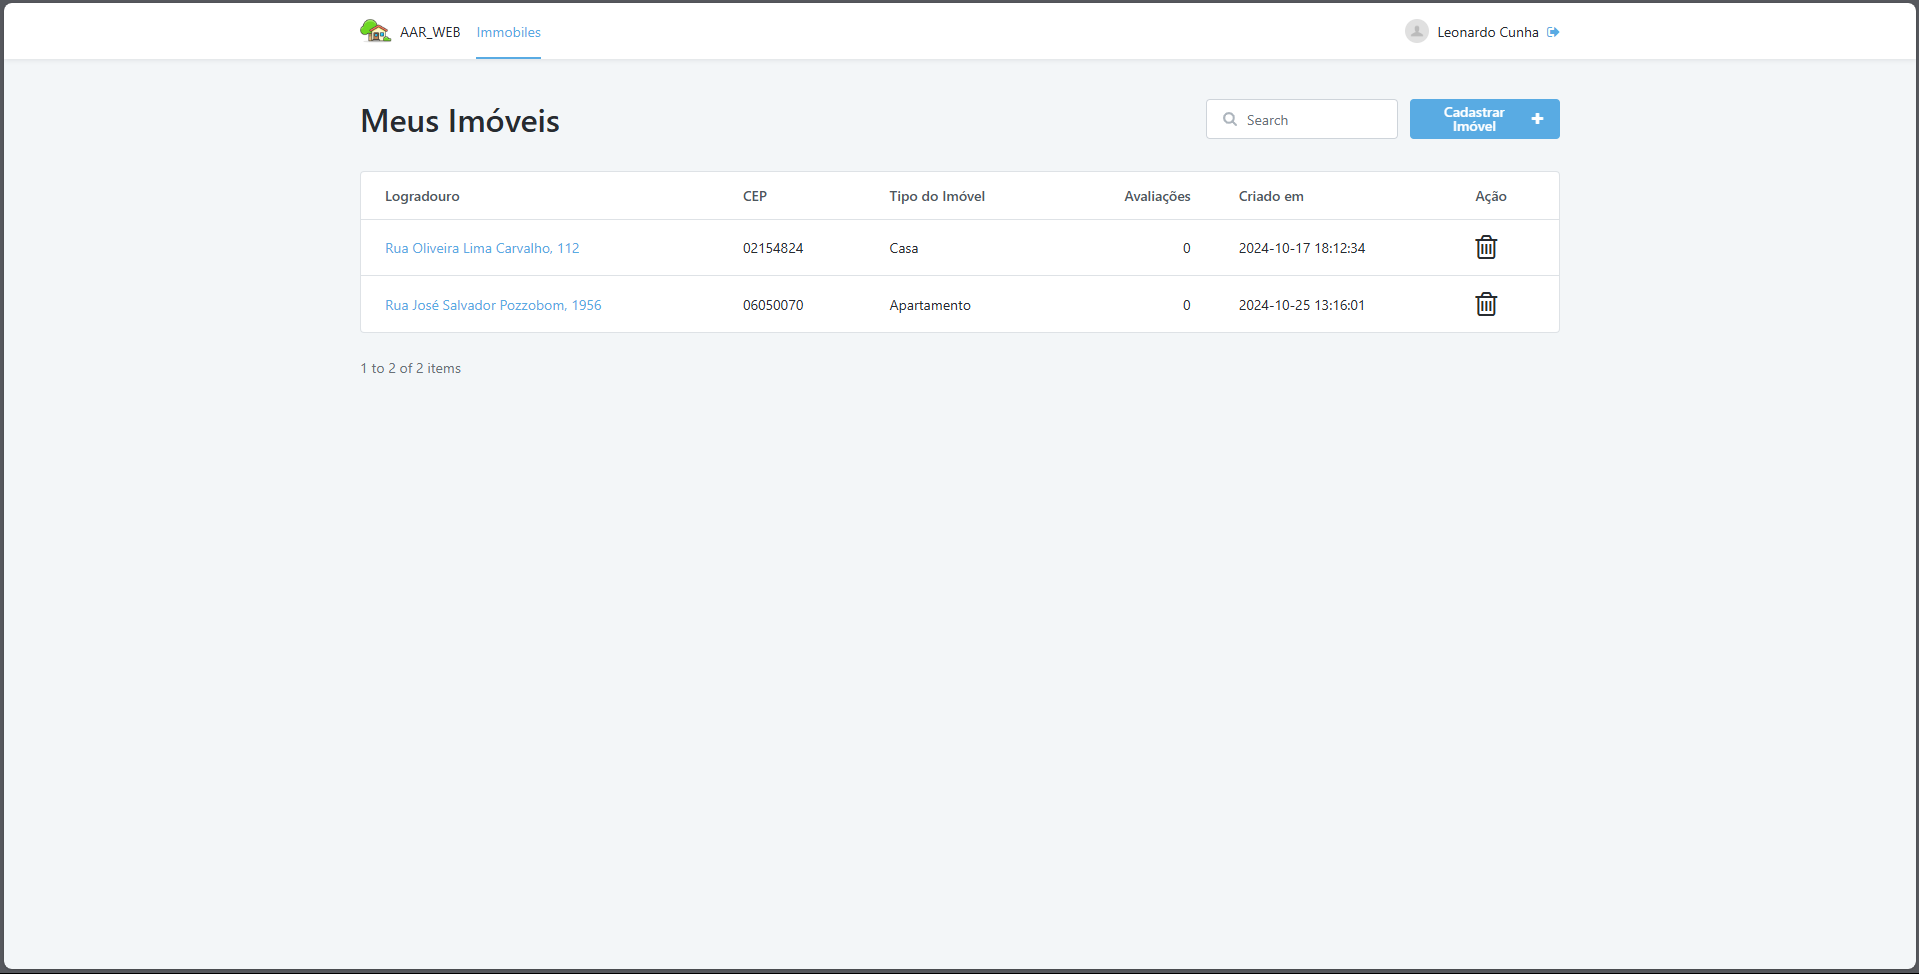 AAR_WEB Immobiles Leonardo Cunha
Meus Imóveis
Search
Cadastrar
Imóvel
Logradouro CEP Tipo do Imóvel Avaliações Criado em Ação
Rua Oliveira Lima Carvalho, 112 02154824 Casa 0 2024-10-17 18:12:34
Rua José Salvador Pozzobom, 1956 06050070 Apartamento 0 2024-10-25 13:16:01
1 to 2 of 2 items